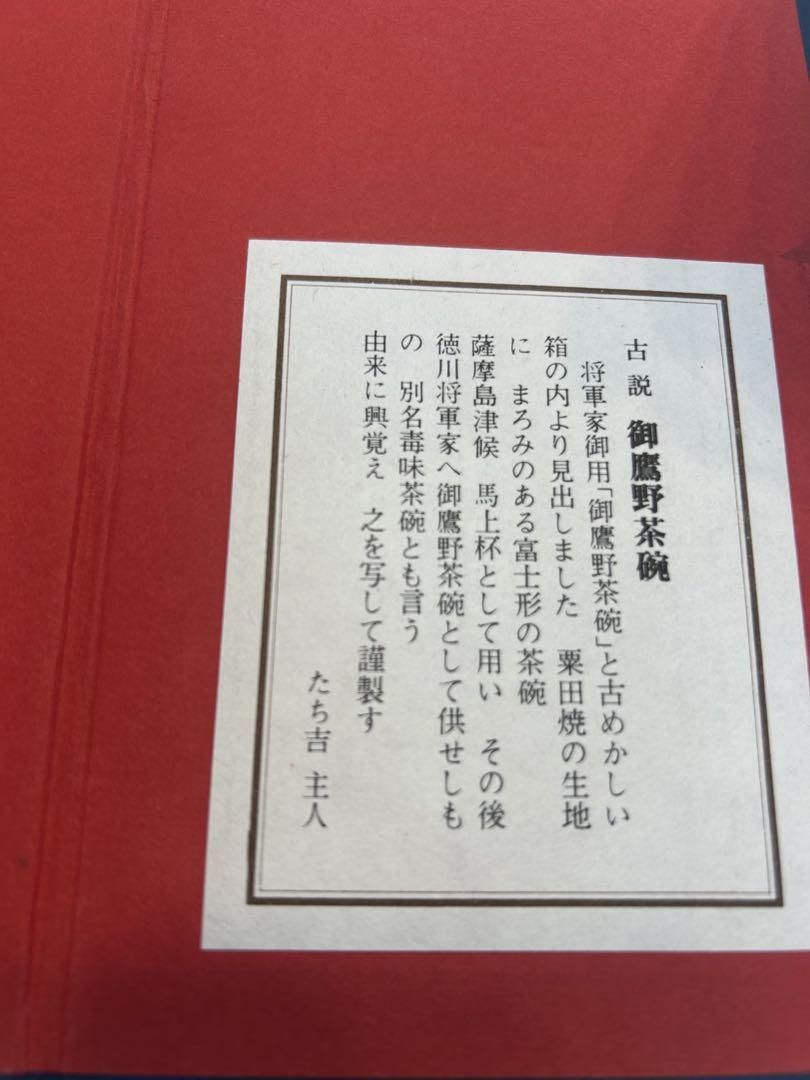 古説 御鷹野茶碗
将軍家御用「御鷹野茶碗」と古めかしい
箱の内より見出しました 粟田焼の生地
に まろみのある富士形の茶碗
薩摩島津候 馬上杯として用い その後
徳川将軍家へ御鷹野茶碗として供せしも
の 別名毒味茶碗とも言う
由来に興覚え 之を写して謹製す
たち吉 主人